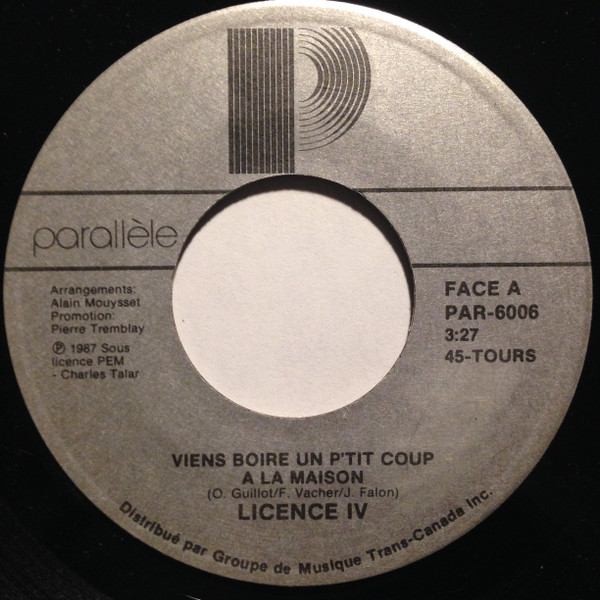 P
parallèle
Arrangements:
Alain Mouysset
Promotion:
Pierre Tremblay
℗ 1987 Sous
licence PEM
- Charles Talar
FACE A
PAR-6006
3:27
45-TOURS
VIENS BOIRE UN P'TIT COUP
A LA MAISON
(O. Guillot/F. Vacher/J. Falon)
LICENCE IV
Distribué par Groupe de Musique Trans-Canada Inc.